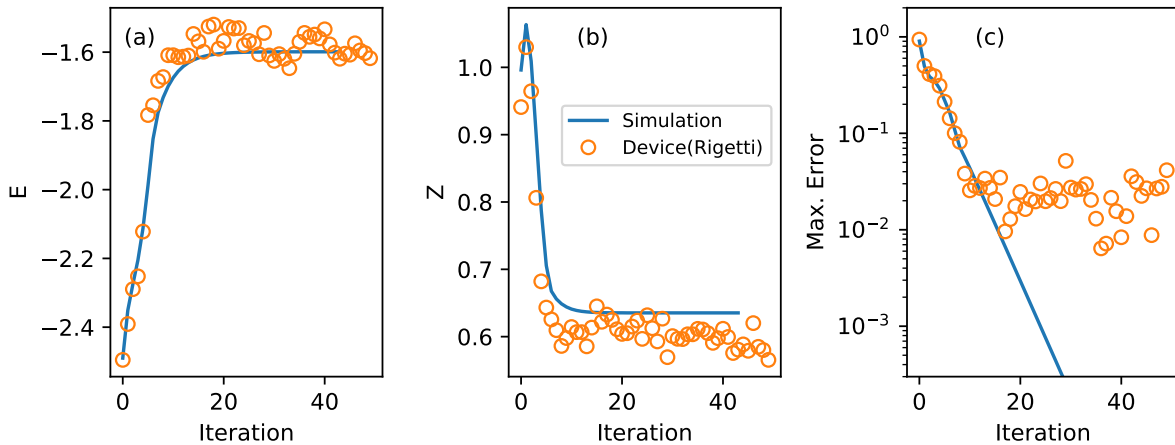 (a)
E
−1.6
−1.8
−2.0
−2.2
−2.4
0 20 40
Iteration
(b)
Z
1.0
0.9
0.8
0.7
0.6
Simulation
Device(Rigetti)
0 20 40
Iteration
(c)
Max. Error
10⁰
10⁻¹
10⁻²
10⁻³
0 20 40
Iteration